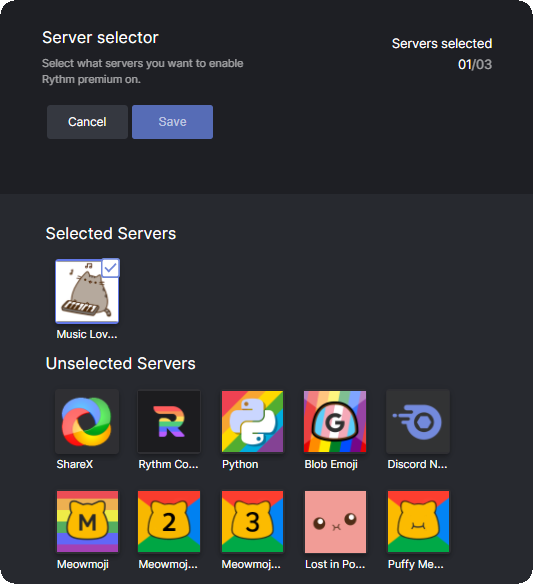 Server selector
Servers selected
Select what servers you want to enable
Rythm premium on.
01/03
Cancel
Save
Selected Servers
Music Lov...
Unselected Servers
R
G
ShareX
Rythm Co...
Python
Blob Emoji
Discord N...
M
2
3
Meowmoji
Meowmoj...
Meowmoj...
Lost in Po...
Puffy Me...